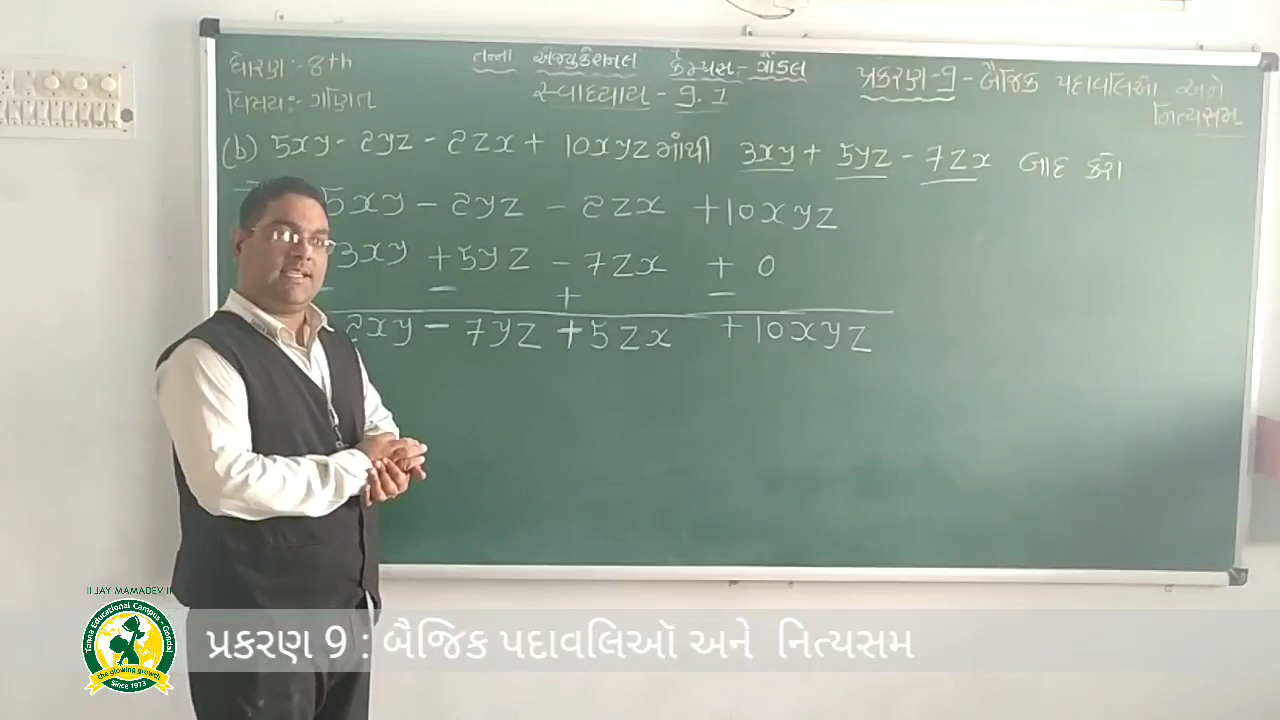 ધોરણ:- 8th
વિષય:- ગણિત
તન્ના એજ્યુકેશનલ કેમ્પસ - ગોંડલ
સ્વાધ્યાય - 9.1
પ્રકરણ-9 - બૈજિક પદાવલિઓ અને
નિત્યસમ
(b) 5xy - 2yz - 2zx + 10xyz માંથી 3xy + 5yz - 7zx બાદ કરો
5xy - 2yz - 2zx + 10xyz
3xy + 5yz - 7zx + 0
- - + -
2xy - 7yz + 5zx + 10xyz
II JAY MAMADEV II
Tanna Educational Campus - Gondal
the glowing growth
Since 1973
પ્રકરણ 9 : બૈજિક પદાવલિઓ અને નિત્યસમ